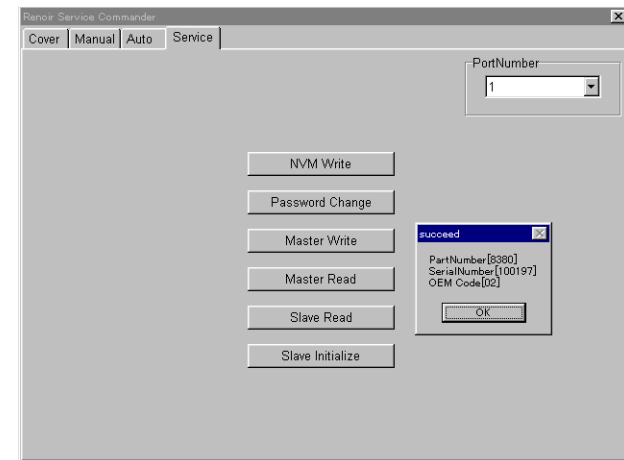 Renoir Service Commander
Cover Manual Auto Service
PortNumber
1
NVM Write
Password Change
Master Write
Master Read
Slave Read
Slave Initialize
succeed
PartNumber[8380]
SerialNumber[100197]
OEM Code[02]
OK